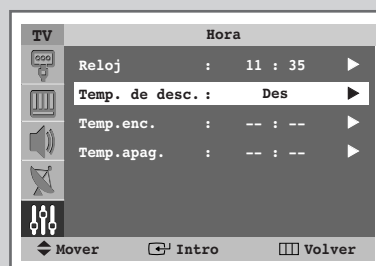 TV Hora
Reloj : 11 : 35
Temp. de desc. : Des
Temp.enc. : -- : --
Temp.apag. : -- : --
Mover Intro Volver